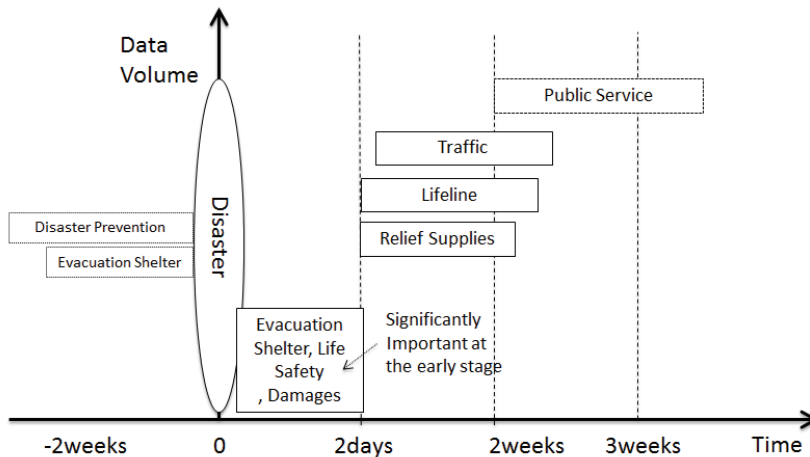 Data
Volume
Public Service
Traffic
Lifeline
Relief Supplies
Disaster
Disaster Prevention
Evacuation Shelter
Evacuation
Shelter, Life
Safety
, Damages
Significantly
Important at
the early stage
-2weeks
0
2days
2weeks
3weeks
Time